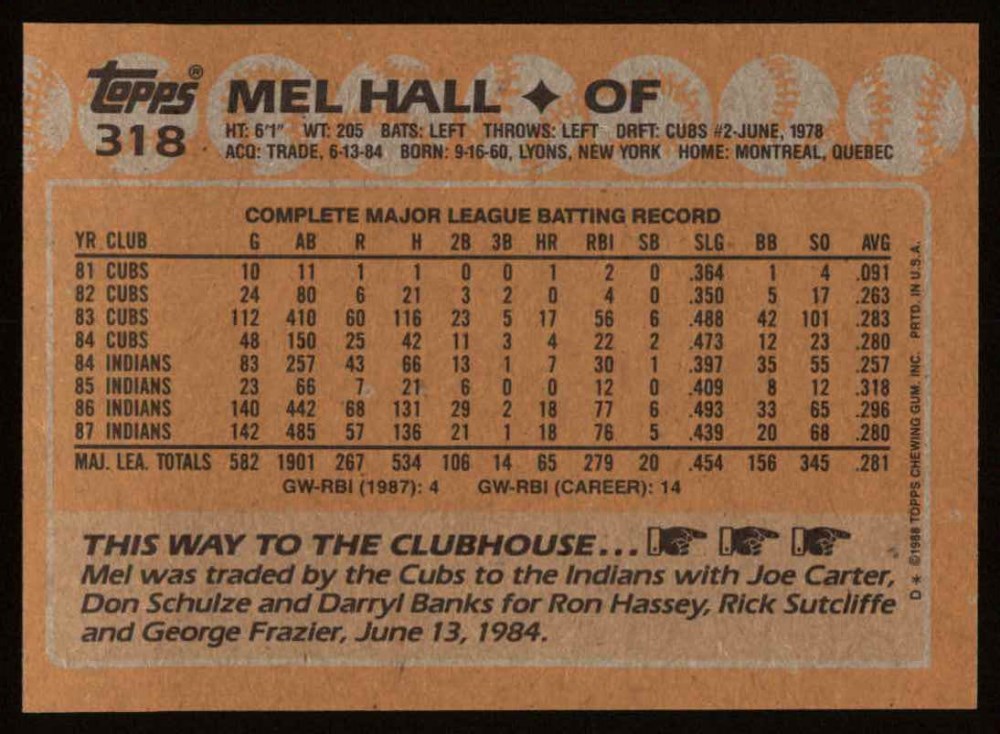 topps® MEL HALL ✦ OF
318 HT: 6'1" WT: 205 BATS: LEFT THROWS: LEFT DRFT: CUBS #2-JUNE, 1978
ACQ: TRADE, 6-13-84 BORN: 9-16-60, LYONS, NEW YORK HOME: MONTREAL, QUEBEC
COMPLETE MAJOR LEAGUE BATTING RECORD
YR CLUB G AB R H 2B 3B HR RBI SB SLG BB SO AVG
81 CUBS 10 11 1 1 0 0 1 2 0 .364 1 4 .091
82 CUBS 24 80 6 21 3 2 0 4 0 .350 5 17 .263
83 CUBS 112 410 60 116 23 5 17 56 6 .488 42 101 .283
84 CUBS 48 150 25 42 11 3 4 22 2 .473 12 23 .280
84 INDIANS 83 257 43 66 13 1 7 30 1 .397 35 55 .257
85 INDIANS 23 66 7 21 6 0 0 12 0 .409 8 12 .318
86 INDIANS 140 442 68 131 29 2 18 77 6 .493 33 65 .296
87 INDIANS 142 485 57 136 21 1 18 76 5 .439 20 68 .280
MAJ. LEA. TOTALS 582 1901 267 534 106 14 65 279 20 .454 156 345 .281
GW-RBI (1987): 4 GW-RBI (CAREER): 14
THIS WAY TO THE CLUBHOUSE...
Mel was traded by the Cubs to the Indians with Joe Carter,
Don Schulze and Darryl Banks for Ron Hassey, Rick Sutcliffe
and George Frazier, June 13, 1984.
D* ©1988 TOPPS CHEWING GUM, INC. PRTD. IN U.S.A.